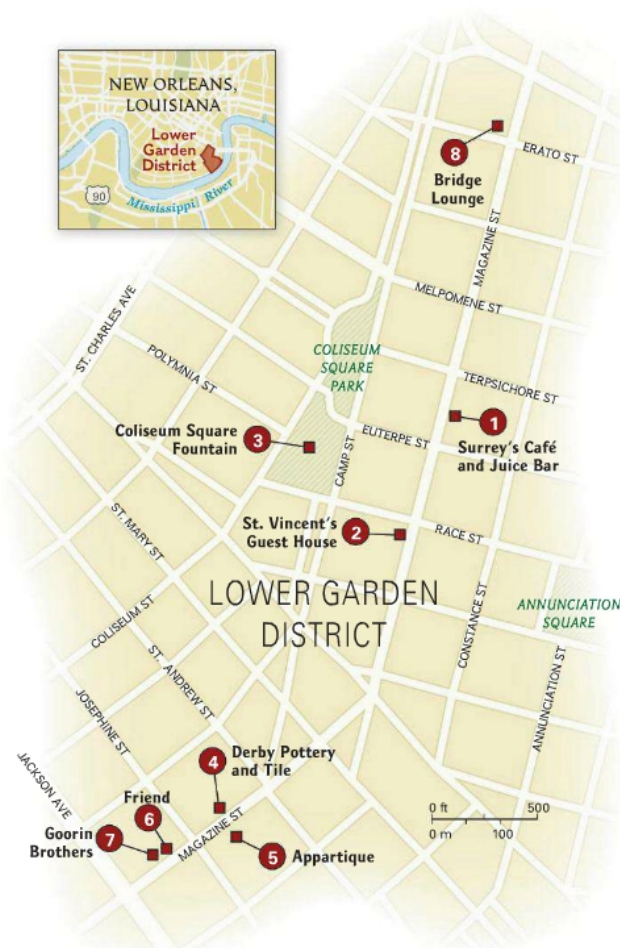 NEW ORLEANS,
LOUISIANA
Lower
Garden
District
90
Mississippi River
8
Bridge
Lounge
ERATO ST
MAGAZINE ST
MELPOMENE ST
ST. CHARLES AVE
COLISEUM
SQUARE
PARK
POLYMNIA ST
TERPSICHORE ST
1
Surrey's Café
and Juice Bar
Coliseum Square
Fountain
3
EUTERPE ST
CAMP ST
St. Vincent's
Guest House
2
RACE ST
ST. MARY ST
LOWER GARDEN
DISTRICT
ANNUNCIATION
SQUARE
CONSTANCE ST
COLISEUM ST
ANNUNCIATION ST
ST. ANDREW ST
JOSEPHINE ST
JACKSON AVE
4
Derby Pottery
and Tile
Friend
6
Goorin
Brothers
7
MAGAZINE ST
5
Appartique
0 ft 500
0 m 100